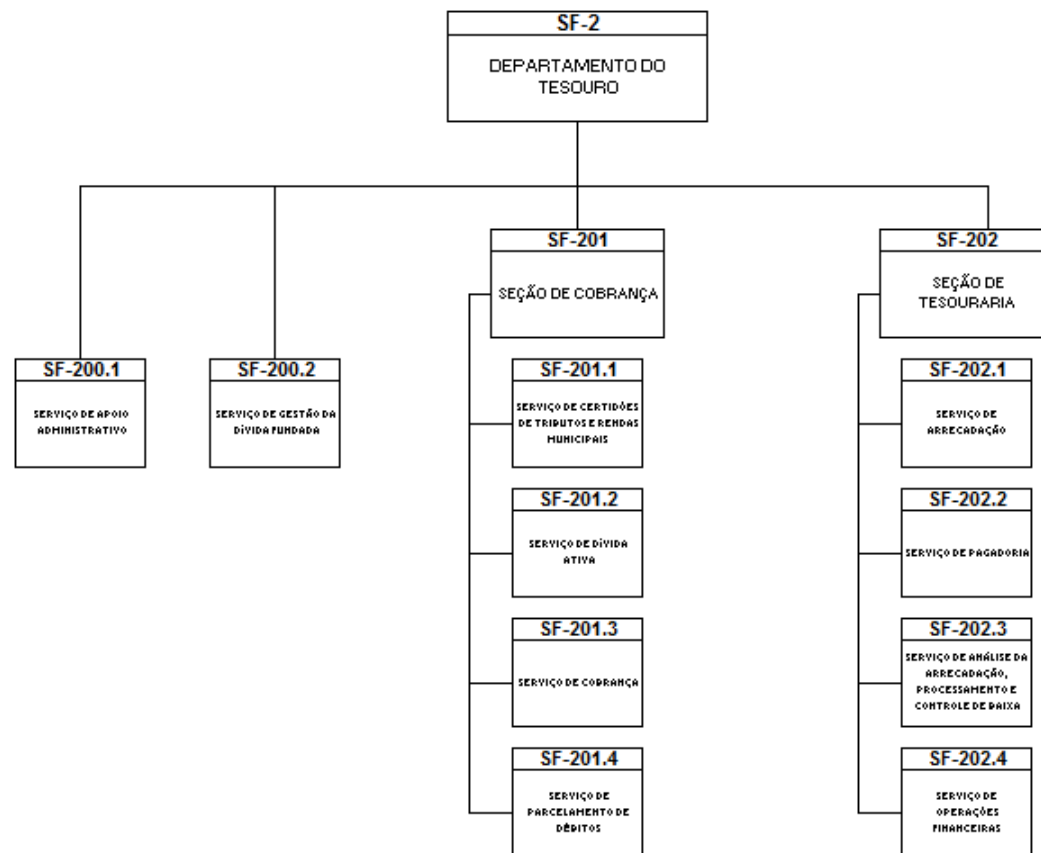 SF-2
DEPARTAMENTO DO
TESOURO
SF-201
SEÇÃO DE COBRANÇA
SF-202
SEÇÃO DE
TESOURARIA
SF-200.1
SERVIÇO DE APOIO
ADMINISTRATIVO
SF-200.2
SERVIÇO DE GESTÃO DA
DÍVIDA FUNDADA
SF-201.1
SERVIÇO DE CERTIDÕES
DE TRIBUTOS E RENDAS
MUNICIPAIS
SF-202.1
SERVIÇO DE
ARRECADAÇÃO
SF-201.2
SERVIÇO DE DÍVIDA
ATIVA
SF-202.2
SERVIÇO DE PAGADORIA
SF-201.3
SERVIÇO DE COBRANÇA
SF-202.3
SERVIÇO DE ANÁLISE DA
ARRECADAÇÃO,
PROCESSAMENTO E
CONTROLE DE BAIXA
SF-201.4
SERVIÇO DE
PARCELAMENTO DE
DÉBITOS
SF-202.4
SERVIÇO DE
OPERAÇÕES
FINANCEIRAS